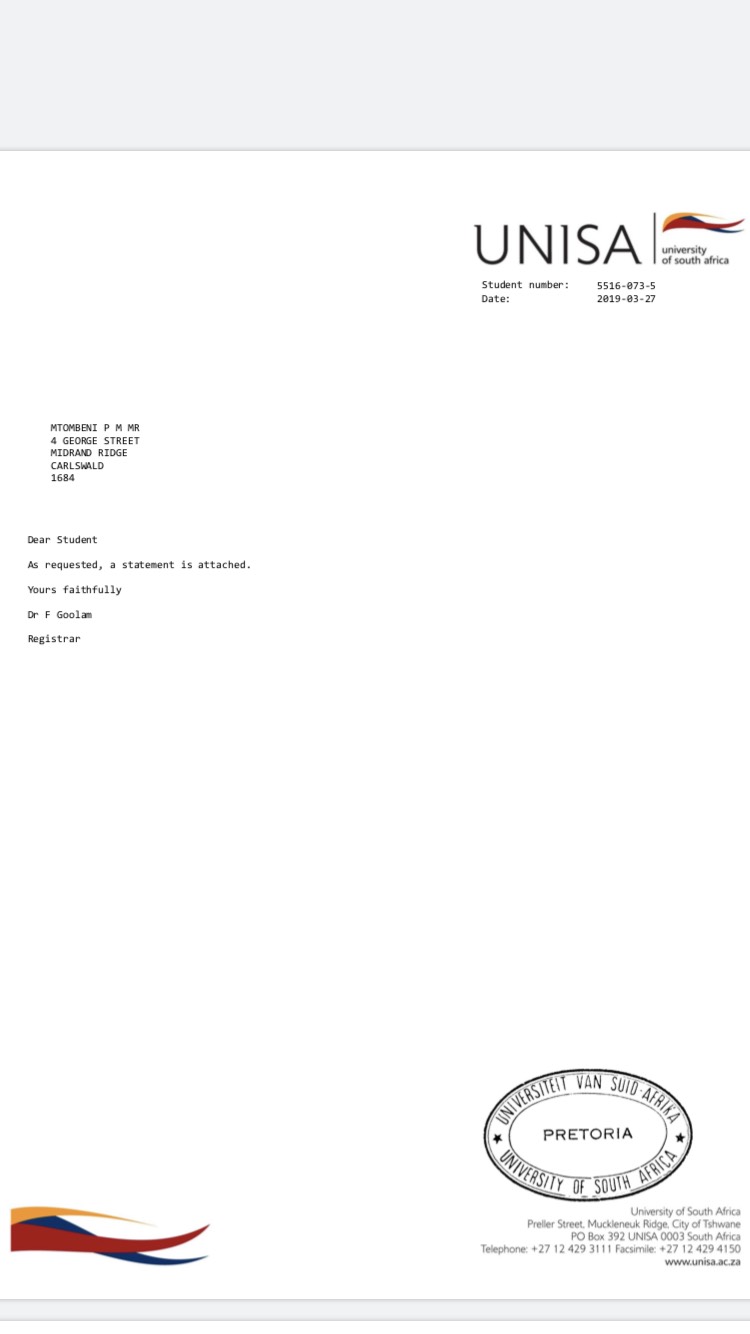 UNISA
university
of south africa
Student number: 5516-073-5
Date: 2019-03-27
MTOMBENI P M MR
4 GEORGE STREET
MIDRAND RIDGE
CARLSWALD
1684
Dear Student
As requested, a statement is attached.
Yours faithfully
Dr F Goolam
Registrar
UNIVERSITEIT VAN SUID-AFRIKA
PRETORIA
UNIVERSITY OF SOUTH AFRICA
University of South Africa
Preller Street, Muckleneuk Ridge, City of Tshwane
PO Box 392 UNISA 0003 South Africa
Telephone: +27 12 429 3111 Facsimile: +27 12 429 4150
www.unisa.ac.za